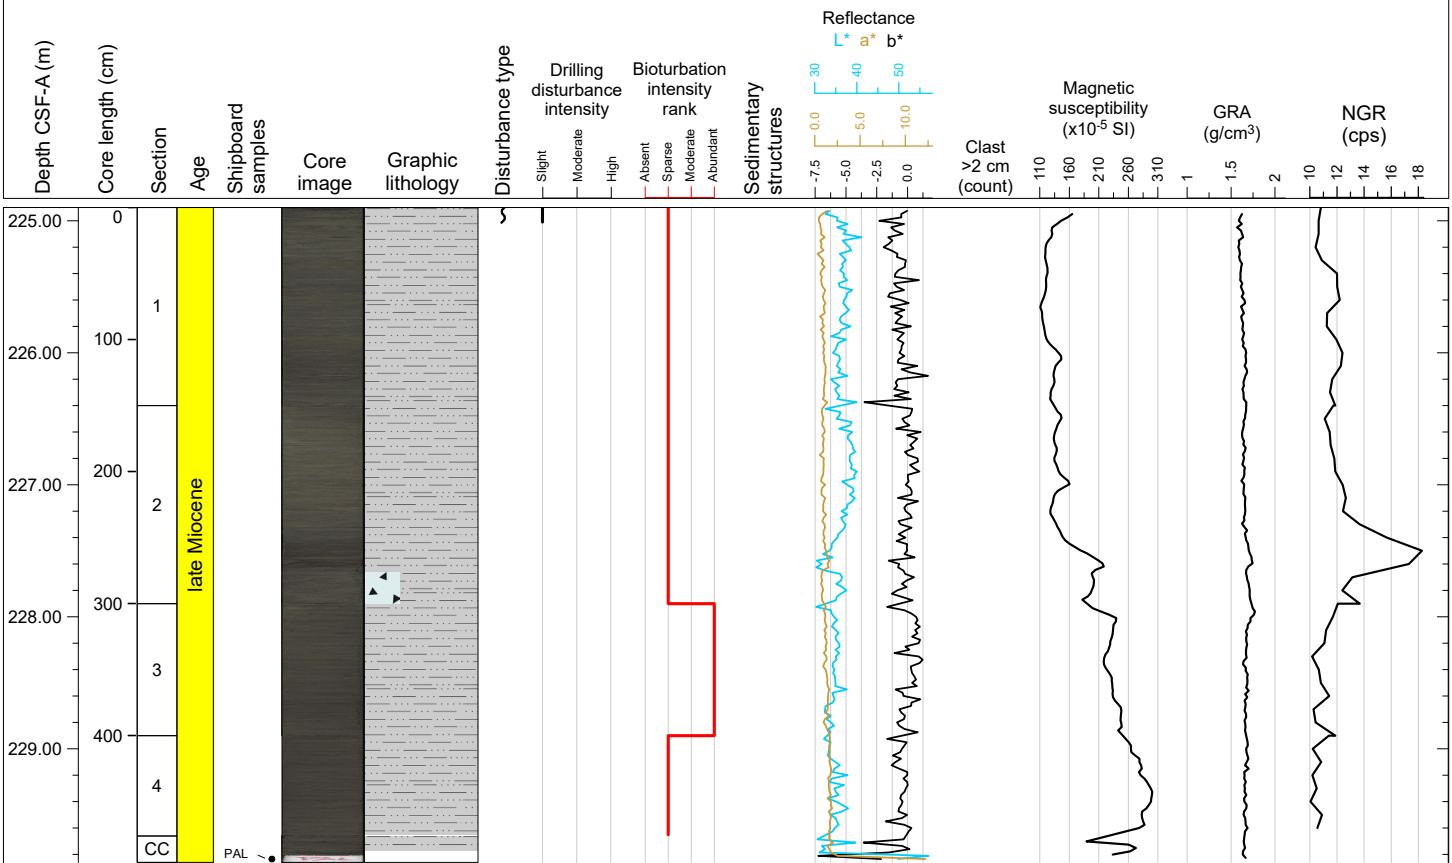 Depth CSF-A (m)
Core length (cm)
Section
Age
Shipboard
samples
Core
image
Graphic
lithology
Disturbance type
Drilling
disturbance
intensity
Slight
Moderate
High
Bioturbation
intensity
rank
Absent
Sparse
Moderate
Abundant
Sedimentary
structures
Reflectance
L* a* b*
30 40 50
0.0 5.0 10.0
-7.5 -5.0 -2.5 0.0
Clast
>2 cm
(count)
Magnetic
susceptibility
(x10-5 SI)
110 160 210 260 310
GRA
(g/cm3)
1 1.5 2
NGR
(cps)
10 12 14 16 18
225.00
226.00
227.00
228.00
229.00
0
100
200
300
400
1
2
3
4
CC
late Miocene
PAL